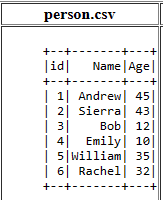 person.csv
+--+-------+---+
|id|   Name|Age|
+--+-------+---+
| 1| Andrew| 45|
| 2| Sierra| 43|
| 3|    Bob| 12|
| 4|  Emily| 10|
| 5|William| 35|
| 6| Rachel| 32|
+--+-------+---+